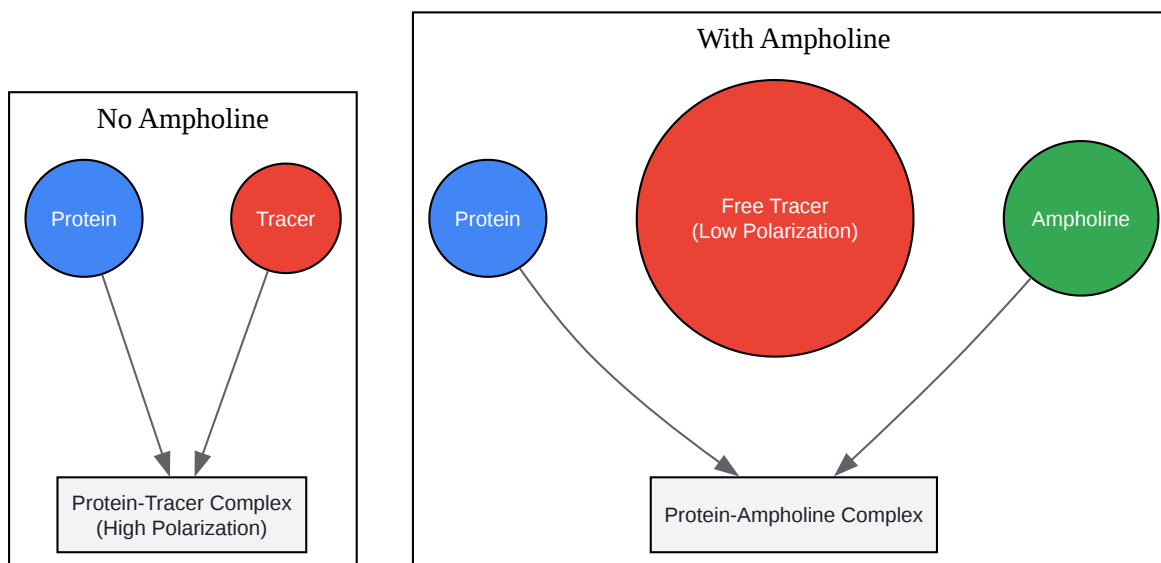 No Ampholine
Protein
Tracer
Protein-Tracer Complex
(High Polarization)
With Ampholine
Protein
Free Tracer
(Low Polarization)
Ampholine
Protein-Ampholine Complex